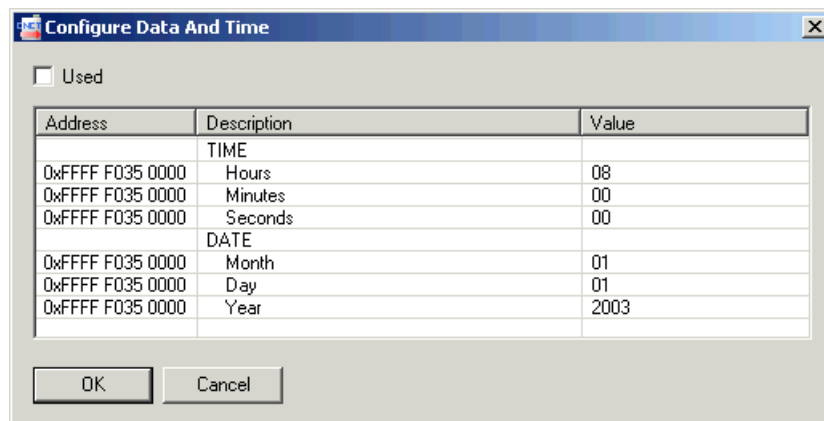 Configure Data And Time
Used
Address Description Value
TIME
0xFFFF F035 0000 Hours 08
0xFFFF F035 0000 Minutes 00
0xFFFF F035 0000 Seconds 00
DATE
0xFFFF F035 0000 Month 01
0xFFFF F035 0000 Day 01
0xFFFF F035 0000 Year 2003
OK Cancel